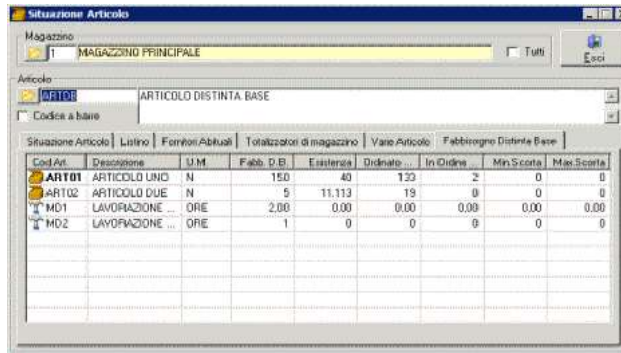 Situazione Articolo
Magazzino
1 MAGAZZINO PRINCIPALE Tutti Esci
Articolo
ARTDB ARTICOLO DISTINTA BASE
Codice a barre
Situazione Articolo Listino Fornitori Abituali Totalizzatori di magazzino Varie Articolo Fabbisogno Distinta Base
Cod.Art. Descrizione U.M Fabb. D.B. Esistenza Ordinato ... In Ordine ... Min.Scorta Max.Scorta
ART01 ARTICOLO UNO N 150 40 133 2 0 0
ART02 ARTICOLO DUE N 5 11.113 19 0 0 0
MD1 LAVORAZIONE ... ORE 2,00 0,00 0,00 0,00 0,00 0,00
MD2 LAVORAZIONE ... ORE 1 0 0 0 0 0